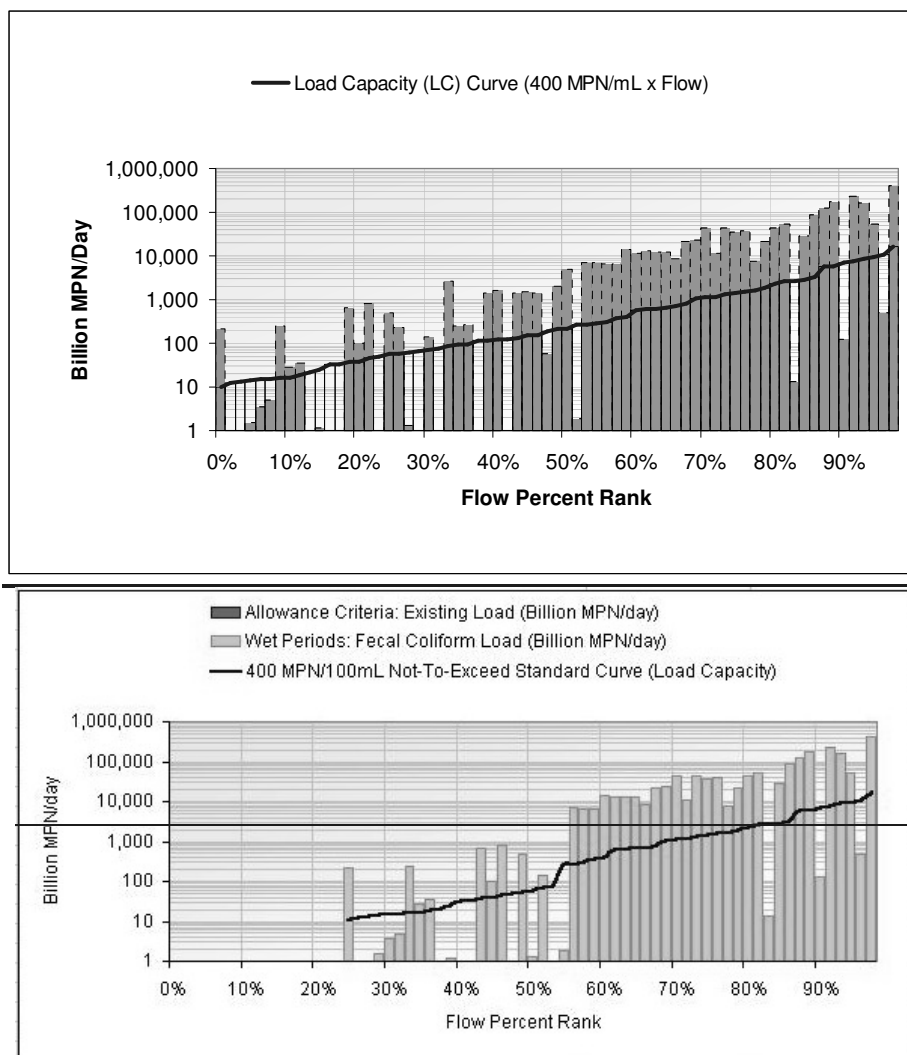 Load Capacity (LC) Curve (400 MPN/mL x Flow)
1,000,000
100,000
10,000
1,000
100
10
1
Billion MPN/Day
0% 10% 20% 30% 40% 50% 60% 70% 80% 90%
Flow Percent Rank
Allowance Criteria: Existing Load (Billion MPN/day)
Wet Periods: Fecal Coliform Load (Billion MPN/day)
400 MPN/100mL Not-To-Exceed Standard Curve (Load Capacity)
1,000,000
100,000
10,000
1,000
100
10
1
Billion MPN/day
0% 10% 20% 30% 40% 50% 60% 70% 80% 90%
Flow Percent Rank